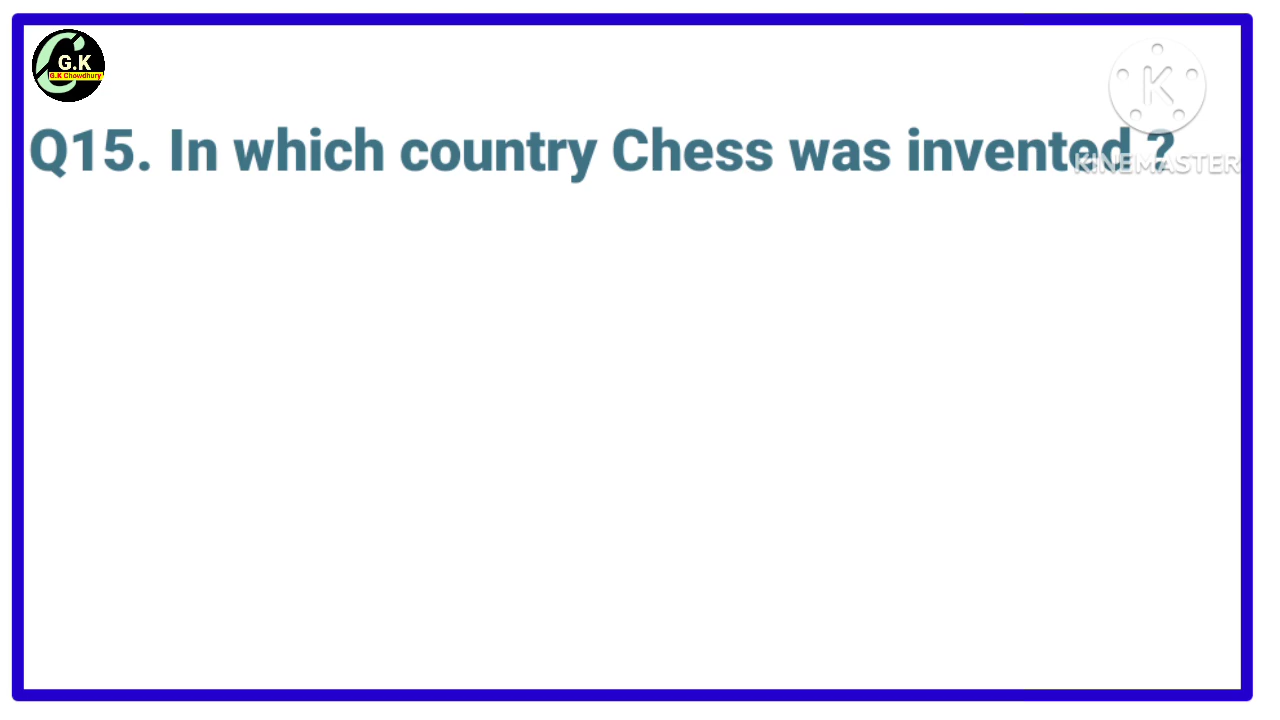 G.K
G.K Chowdhury
K
Q15. In which country Chess was invented ?
KINEMASTER